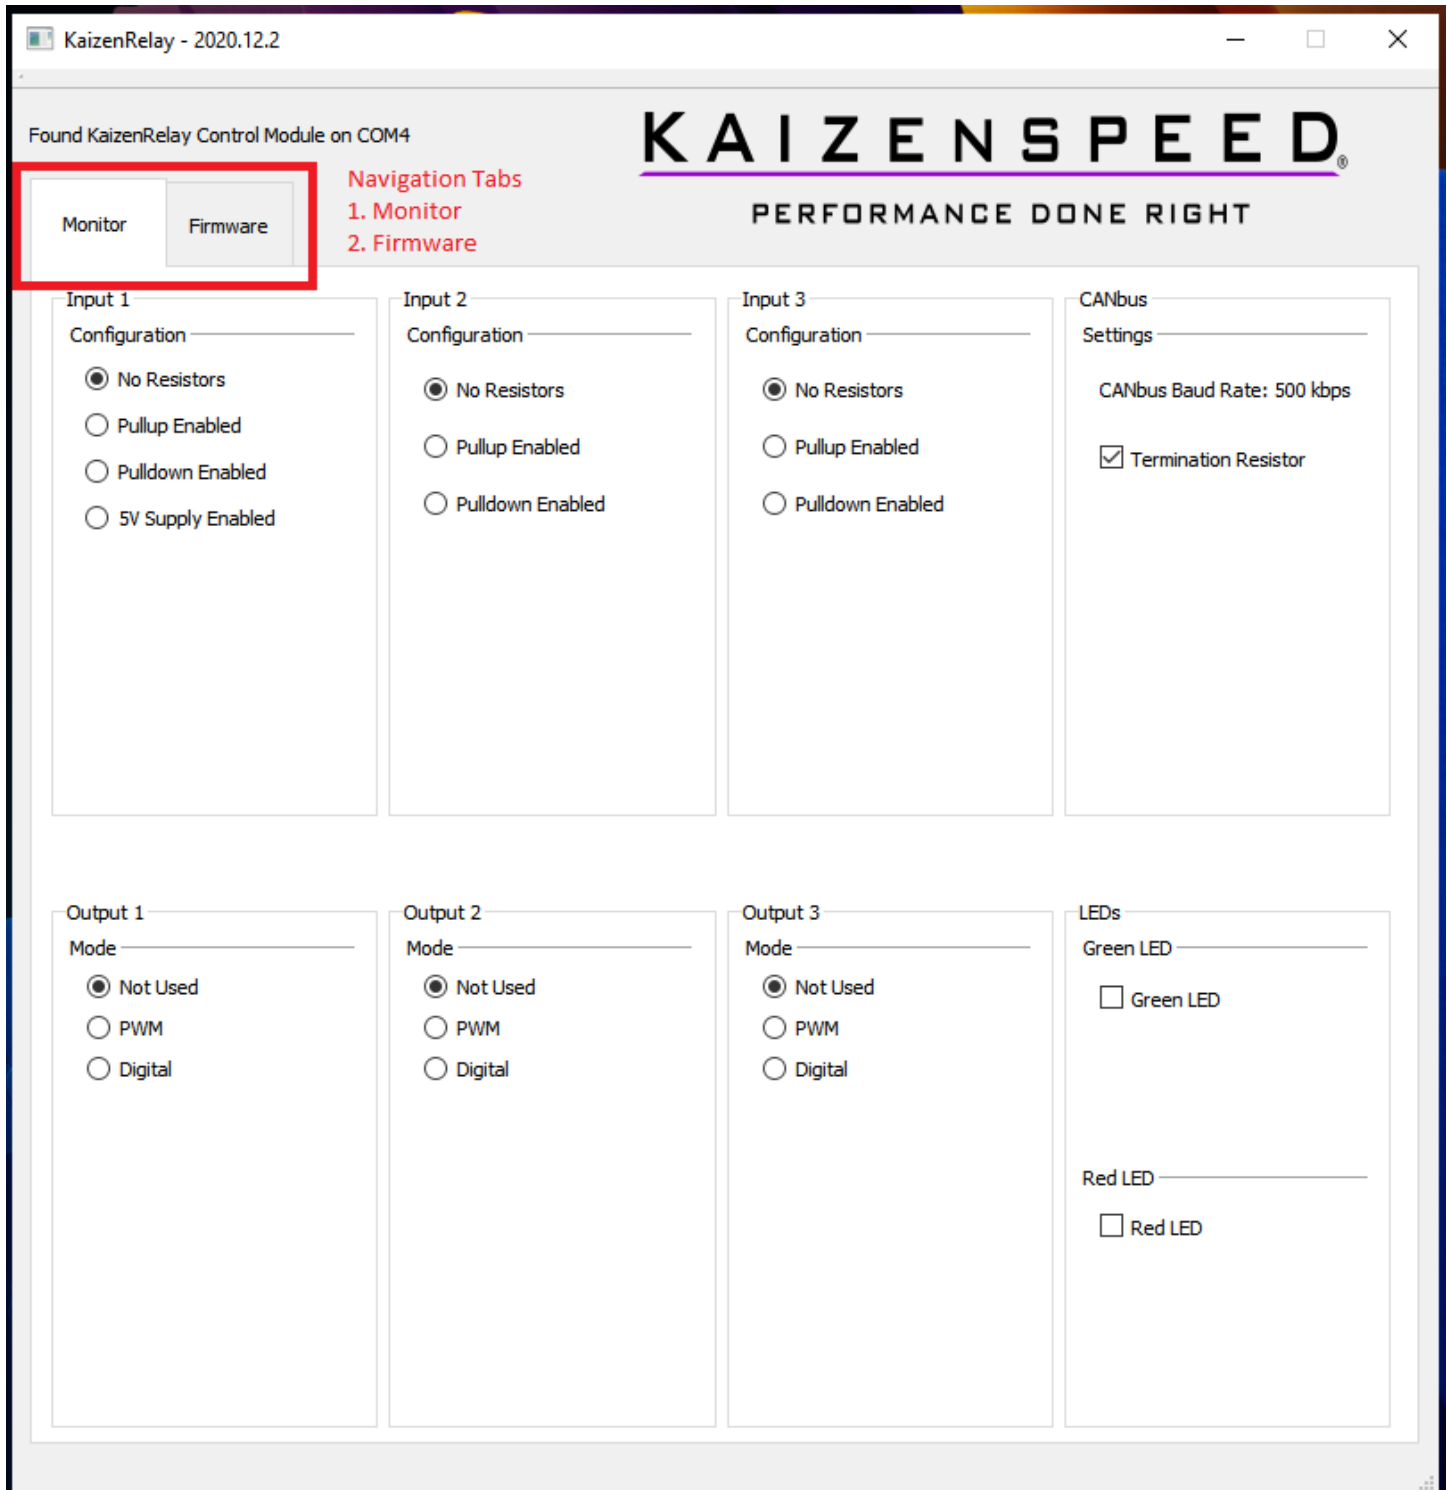 KaizenRelay - 2020.12.2
Found KaizenRelay Control Module on COM4
KAIZENSPEED®
PERFORMANCE DONE RIGHT
Monitor
Firmware
Navigation Tabs
1. Monitor
2. Firmware
Input 1
Configuration
No Resistors
Pullup Enabled
Pulldown Enabled
5V Supply Enabled
Input 2
Configuration
No Resistors
Pullup Enabled
Pulldown Enabled
Input 3
Configuration
No Resistors
Pullup Enabled
Pulldown Enabled
CANbus
Settings
CANbus Baud Rate: 500 kbps
Termination Resistor
Output 1
Mode
Not Used
PWM
Digital
Output 2
Mode
Not Used
PWM
Digital
Output 3
Mode
Not Used
PWM
Digital
LEDs
Green LED
Green LED
Red LED
Red LED